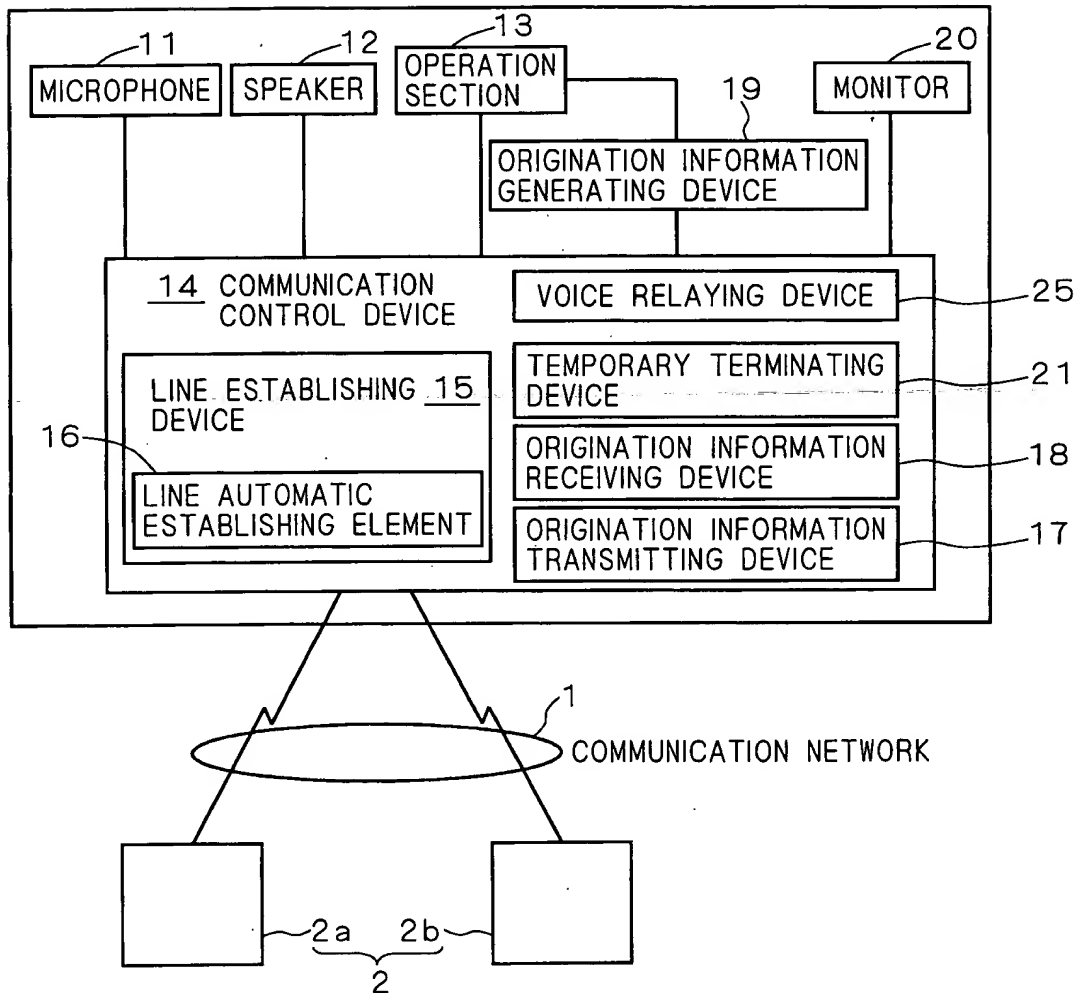 11
12
13
20
MICROPHONE
SPEAKER
OPERATION
SECTION
MONITOR
19
ORIGINATION INFORMATION
GENERATING DEVICE
14 COMMUNICATION
CONTROL DEVICE
VOICE RELAYING DEVICE
25
LINE ESTABLISHING 15
DEVICE
TEMPORARY TERMINATING
DEVICE
21
16
LINE AUTOMATIC
ESTABLISHING ELEMENT
ORIGINATION INFORMATION
RECEIVING DEVICE
18
ORIGINATION INFORMATION
TRANSMITTING DEVICE
17
1
COMMUNICATION NETWORK
2a
2b
2